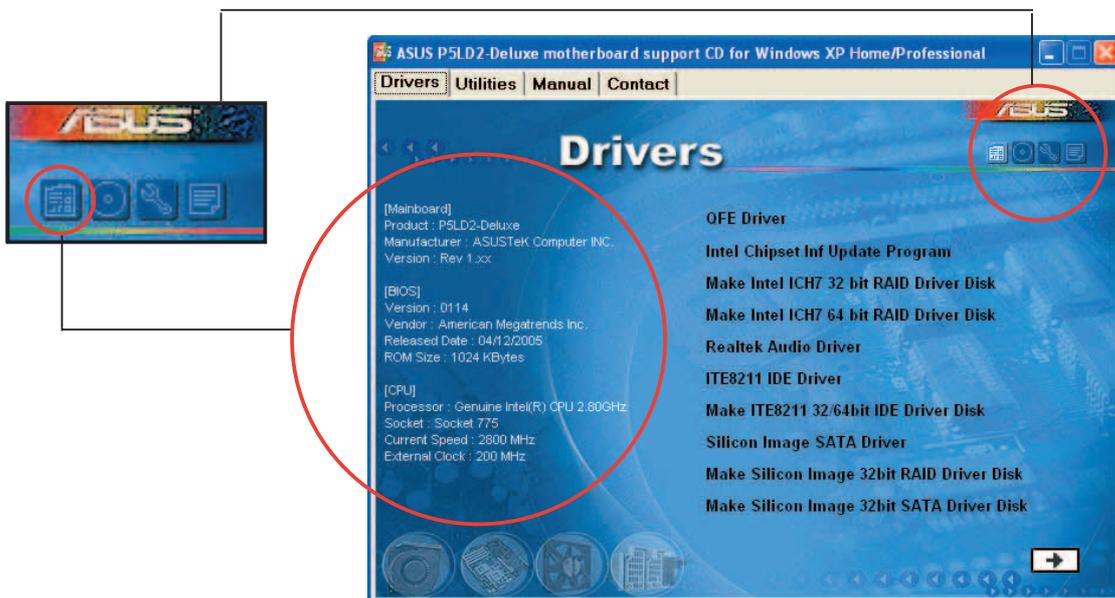 ASUS P5LD2-Deluxe motherboard support CD for Windows XP Home/Professional
Drivers Utilities Manual Contact
ASUS
ASUS
Drivers
[Mainboard]
Product : P5LD2-Deluxe
Manufacturer : ASUSTeK Computer INC.
Version : Rev 1.xx
[BIOS]
Version : 0114
Vendor : American Megatrends Inc.
Released Date : 04/12/2005
ROM Size : 1024 KBytes
[CPU]
Processor : Genuine Intel(R) CPU 2.80GHz
Socket : Socket 775
Current Speed : 2800 MHz
External Clock : 200 MHz
QFE Driver
Intel Chipset Inf Update Program
Make Intel ICH7 32 bit RAID Driver Disk
Make Intel ICH7 64 bit RAID Driver Disk
Realtek Audio Driver
ITE8211 IDE Driver
Make ITE8211 32/64bit IDE Driver Disk
Silicon Image SATA Driver
Make Silicon Image 32bit RAID Driver Disk
Make Silicon Image 32bit SATA Driver Disk